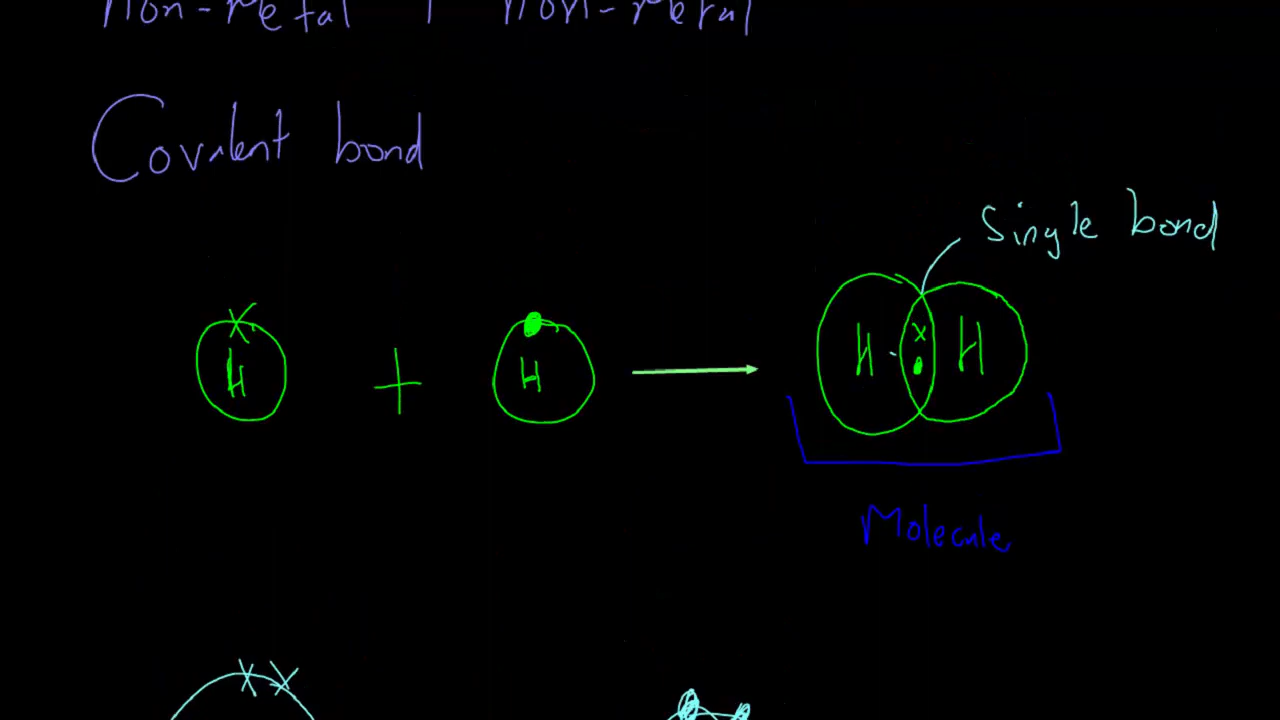 Non-Metal + Non-Metal
Covalent bond
Single bond
H + H → H H
Molecule